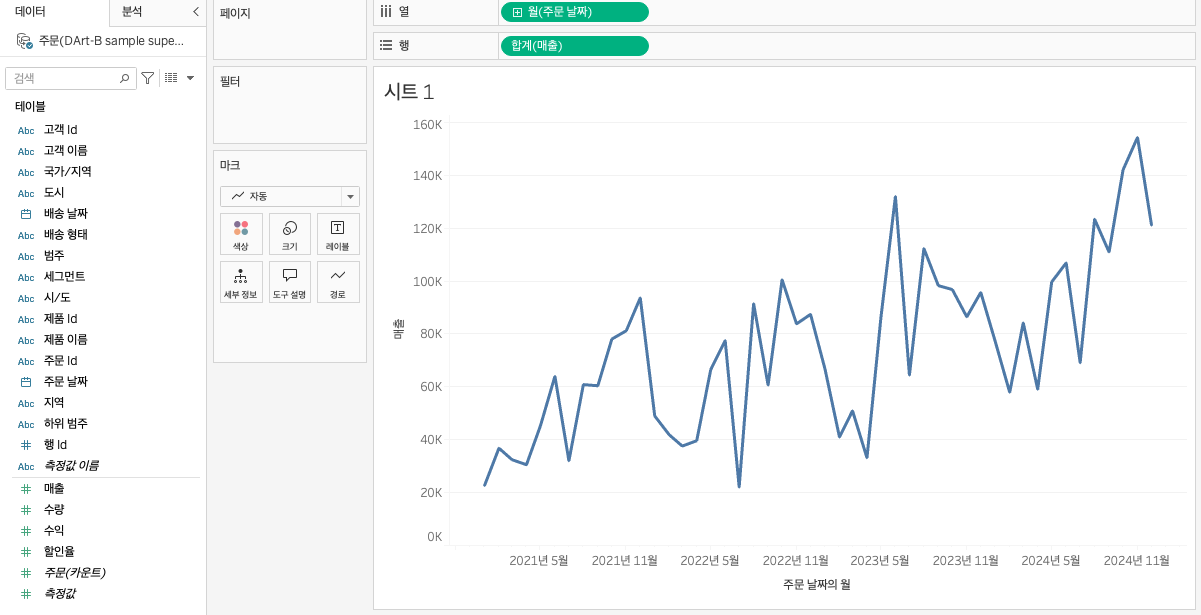 데이터
분석
주문(DArt-B sample supe...
검색
테이블
Abc 고객 Id
Abc 고객 이름
Abc 국가/지역
Abc 도시
배송 날짜
Abc 배송 형태
Abc 범주
Abc 세그먼트
Abc 시/도
Abc 제품 Id
Abc 제품 이름
Abc 주문 Id
주문 날짜
Abc 지역
Abc 하위 범주
행 Id
Abc 측정값 이름
매출
수량
수익
할인율
주문(카운트)
측정값
페이지
필터
마크
자동
색상 크기 레이블
세부 정보 도구 설명 경로
열 월(주문 날짜)
행 합계(매출)
시트 1
160K
140K
120K
100K
80K
60K
40K
20K
0K
매출
2021년 5월 2021년 11월 2022년 5월 2022년 11월 2023년 5월 2023년 11월 2024년 5월 2024년 11월
주문 날짜의 월